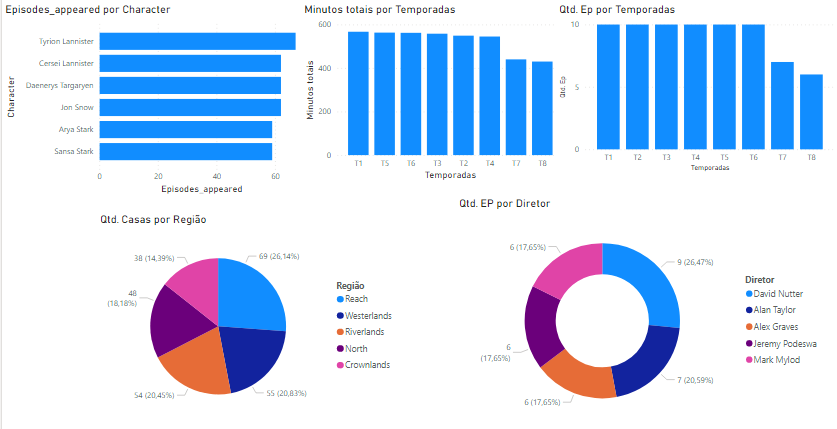 Episodes_appeared por Character
Character
Tyrion Lannister
Cersei Lannister
Daenerys Targaryen
Jon Snow
Arya Stark
Sansa Stark
0 20 40 60
Episodes_appeared
Minutos totais por Temporadas
Minutos totais
600
400
200
0
T1 T5 T6 T3 T2 T4 T7 T8
Temporadas
Qtd. Ep por Temporadas
Qtd. Ep
10
5
0
T1 T2 T3 T4 T5 T6 T7 T8
Temporadas
Qtd. Casas por Região
38 (14,39%)
69 (26,14%)
48
(18,18%)
54 (20,45%)
55 (20,83%)
Região
Reach
Westerlands
Riverlands
North
Crownlands
Qtd. EP por Diretor
6 (17,65%)
9 (26,47%)
6
(17,65%)
6 (17,65%)
7 (20,59%)
Diretor
David Nutter
Alan Taylor
Alex Graves
Jeremy Podeswa
Mark Mylod